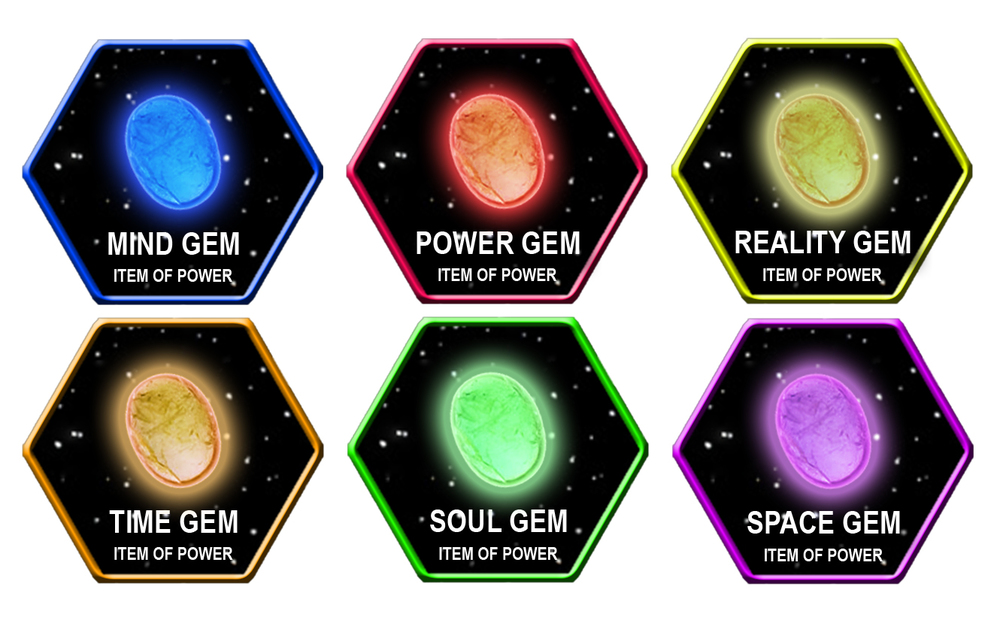 MIND GEM
ITEM OF POWER
POWER GEM
ITEM OF POWER
REALITY GEM
ITEM OF POWER
TIME GEM
ITEM OF POWER
SOUL GEM
ITEM OF POWER
SPACE GEM
ITEM OF POWER